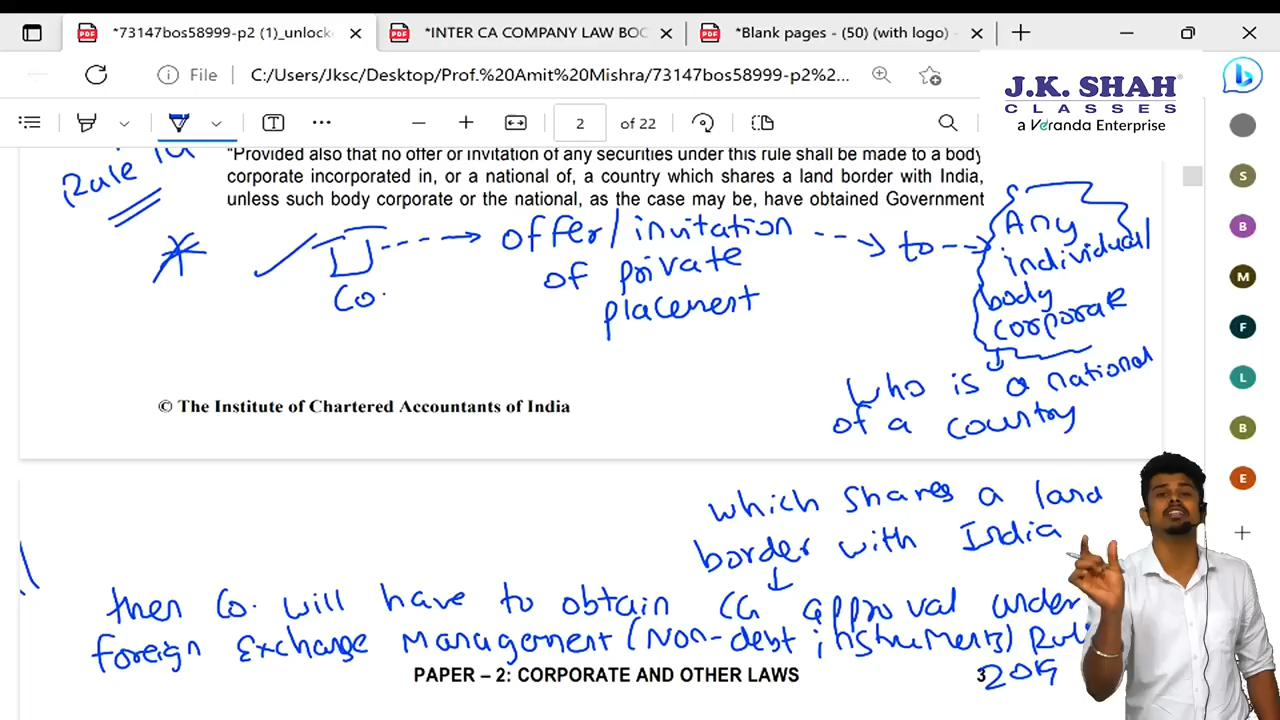 *73147bos58999-p2 (1)_unlock
*INTER CA COMPANY LAW BOC
*Blank pages - (50) (with logo)
File
C:/Users/Jksc/Desktop/Prof.%20Amit%20Mishra/73147bos58999-p2%2...
J.K. SHAH
CLASSES
a Veranda Enterprise
2 of 22
Rule
"Provided also that no offer or invitation of any securities under this rule shall be made to a body
corporate incorporated in, or a national of, a country which shares a land border with India,
unless such body corporate or the national, as the case may be, have obtained Government
Co.
offer/invitation
of private
placement
to
Any
individual/
body
corporate
who is a national
of a country
© The Institute of Chartered Accountants of India
which shares a land
border with India
then Co. will have to obtain CG approval under
foreign Exchange Management (Non-debt instruments)
2019
PAPER – 2: CORPORATE AND OTHER LAWS
3
S
B
M
F
L
B
E